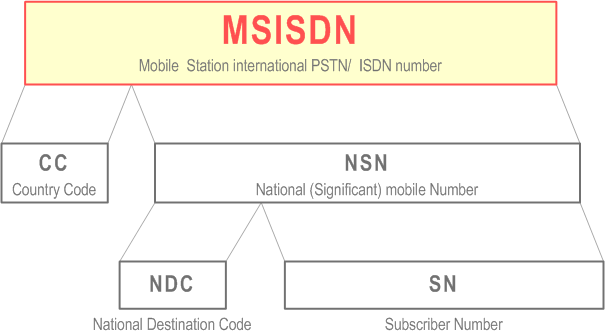 MSISDN
Mobile Station international PSTN/ ISDN number
CC
Country Code
NSN
National (Significant) mobile Number
NDC
SN
National Destination Code
Subscriber Number